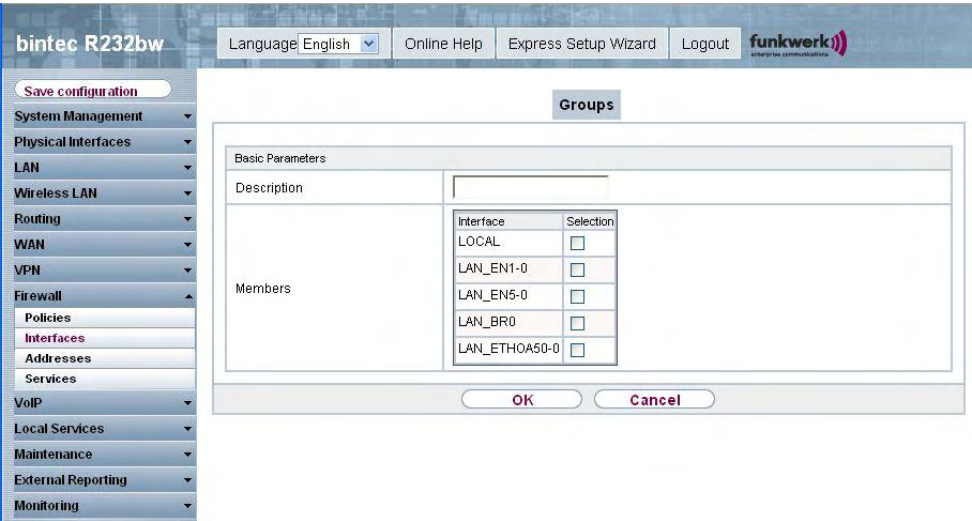 bintec R232bw
Language English Online Help Express Setup Wizard Logout funkwerk
enterprise communications
Save configuration
System Management
Physical Interfaces
LAN
Wireless LAN
Routing
WAN
VPN
Firewall
Policies
Interfaces
Addresses
Services
VoIP
Local Services
Maintenance
External Reporting
Monitoring
Groups
Basic Parameters
Description
Members
Interface Selection
LOCAL
LAN_EN1-0
LAN_EN5-0
LAN_BR0
LAN_ETHOA50-0
OK Cancel